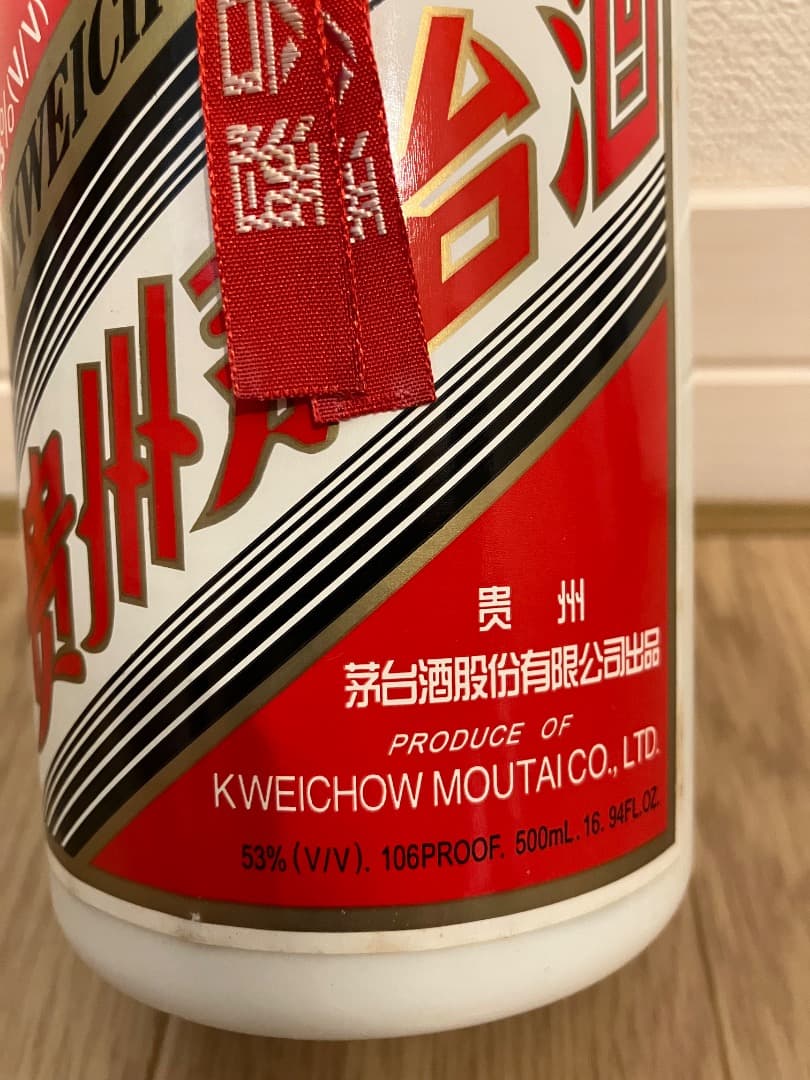 %(V/V)
KWEICH
贵州茅台酒
贵 州
茅台酒股份有限公司出品
PRODUCE OF
KWEICHOW MOUTAI CO., LTD.
53% (V/V). 106PROOF. 500mL. 16. 94FL.OZ.